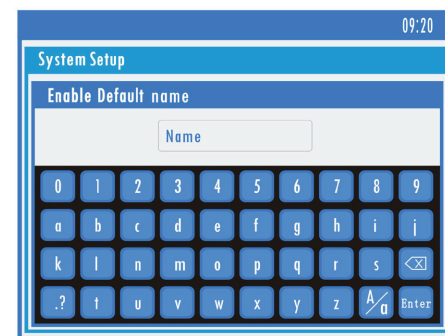 09:20
System Setup
Enable Default name
Name
0 1 2 3 4 5 6 7 8 9
a b c d e f g h i j
k l n m o p q r s
.? t u v w x y z A/a Enter